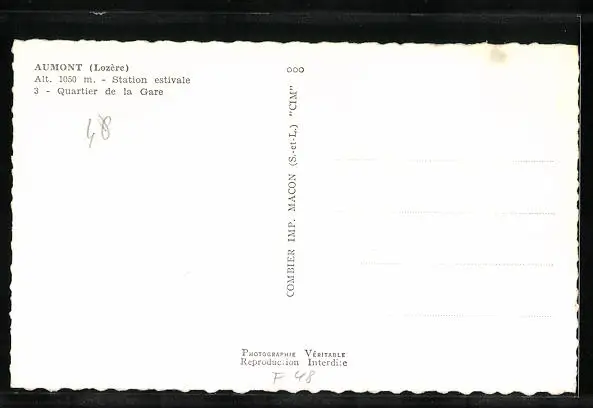 AUMONT (Lozère)
Alt. 1050 m. - Station estivale
3 - Quartier de la Gare
48
ooo
COMBIER IMP. MACON (S.-et-L.) "CIM"
PHOTOGRAPHIE VÉRITABLE
Reproduction Interdite
F 48